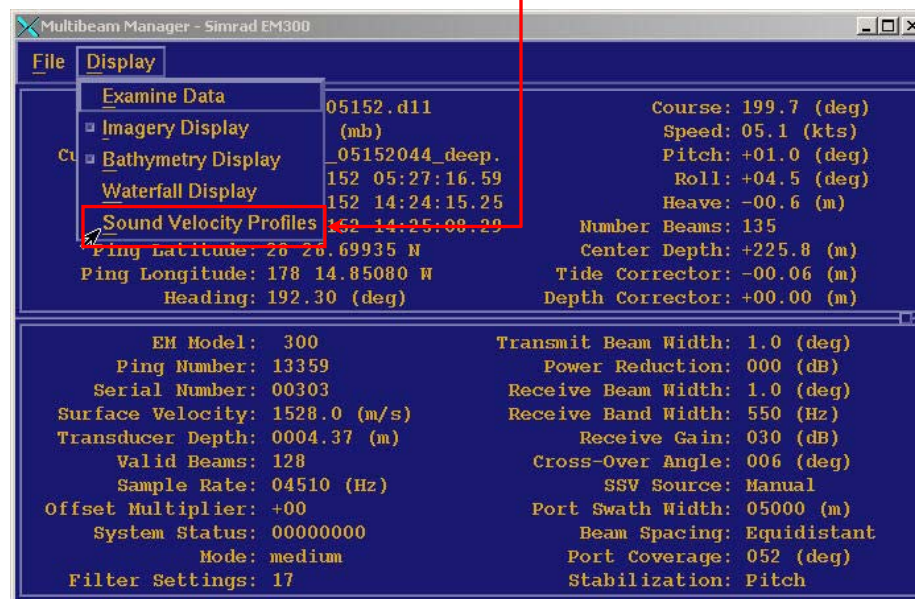 Multibeam Manager - Simrad EM300
File Display
Examine Data
Imagery Display
Bathymetry Display
Waterfall Display
Sound Velocity Profiles
05152.d11
(mb)
_05152044_deep.
152 05:27:16.59
152 14:24:15.25
152 14:25:08.29
Ping Latitude: 28 26.69935 N
Ping Longitude: 178 14.85080 W
Heading: 192.30 (deg)
Course: 199.7 (deg)
Speed: 05.1 (kts)
Pitch: +01.0 (deg)
Roll: +04.5 (deg)
Heave: -00.6 (m)
Number Beams: 135
Center Depth: +225.8 (m)
Tide Corrector: -00.06 (m)
Depth Corrector: +00.00 (m)
EM Model: 300
Ping Number: 13359
Serial Number: 00303
Surface Velocity: 1528.0 (m/s)
Transducer Depth: 0004.37 (m)
Valid Beams: 128
Sample Rate: 04510 (Hz)
Offset Multiplier: +00
System Status: 00000000
Mode: medium
Filter Settings: 17
Transmit Beam Width: 1.0 (deg)
Power Reduction: 000 (dB)
Receive Beam Width: 1.0 (deg)
Receive Band Width: 550 (Hz)
Receive Gain: 030 (dB)
Cross-Over Angle: 006 (deg)
SSV Source: Manual
Port Swath Width: 05000 (m)
Beam Spacing: Equidistant
Port Coverage: 052 (deg)
Stabilization: Pitch